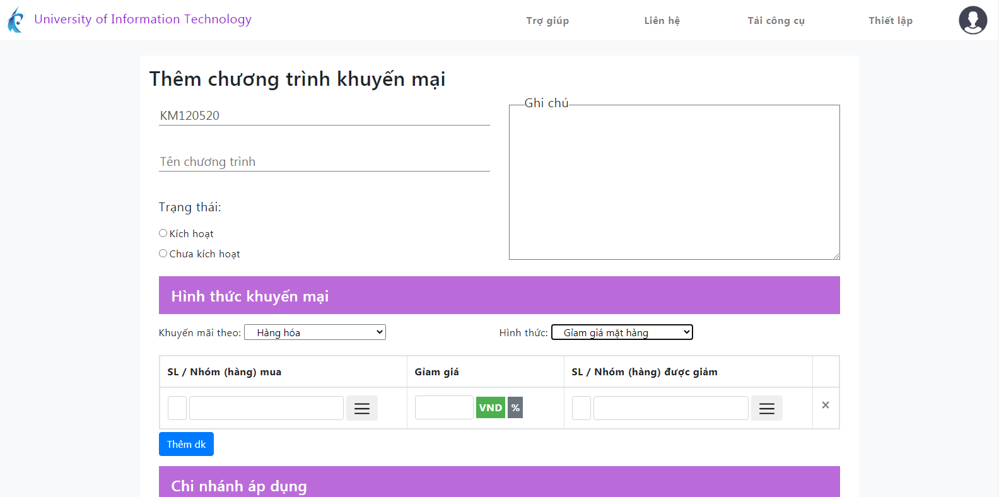 University of Information Technology
Trợ giúp
Liên hệ
Tải công cụ
Thiết lập
Thêm chương trình khuyến mại
KM120520
Tên chương trình
Trạng thái:
Kích hoạt
Chưa kích hoạt
Ghi chú
Hình thức khuyến mại
Khuyến mãi theo: Hàng hóa
Hình thức: Gỉam giá mặt hàng
SL / Nhóm (hàng) mua
Giảm giá
SL / Nhóm (hàng) được giảm
VND %
×
Thêm dk
Chi nhánh áp dụng